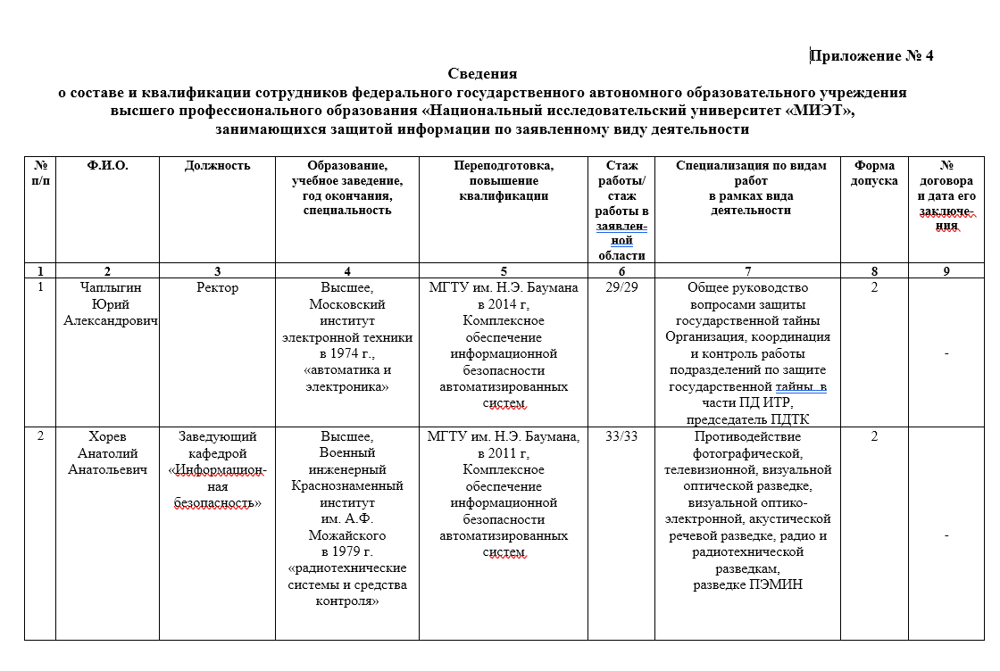 Приложение № 4
Сведения
о составе и квалификации сотрудников федерального государственного автономного образовательного учреждения
высшего профессионального образования «Национальный исследовательский университет «МИЭТ»,
занимающихся защитой информации по заявленному виду деятельности
№
п/п
Ф.И.О.
Должность
Образование,
учебное заведение,
год окончания,
специальность
Переподготовка,
повышение
квалификации
Стаж
работы/
стаж
работы в
заявлен-
ной
области
Специализация по видам
работ
в рамках вида
деятельности
Форма
допуска
№
договора
и дата его
заключе-
ния
1
2
3
4
5
6
7
8
9
1
Чаплыгин
Юрий
Александрович
Ректор
Высшее,
Московский
институт
электронной техники
в 1974 г.,
«автоматика и
электроника»
МГТУ им. Н.Э. Баумана
в 2014 г,
Комплексное
обеспечение
информационной
безопасности
автоматизированных
систем
29/29
Общее руководство
вопросами защиты
государственной тайны
Организация, координация
и контроль работы
подразделений по защите
государственной тайны в
части ПД ИТР,
председатель ПДТК
2
-
2
Хорев
Анатолий
Анатольевич
Заведующий
кафедрой
«Информацион-
ная
безопасность»
Высшее,
Военный
инженерный
Краснознаменный
институт
им. А.Ф.
Можайского
в 1979 г.
«радиотехнические
системы и средства
контроля»
МГТУ им. Н.Э. Баумана,
в 2011 г,
Комплексное
обеспечение
информационной
безопасности
автоматизированных
систем
33/33
Противодействие
фотографической,
телевизионной, визуальной
оптической разведке,
визуальной оптико-
электронной, акустической
речевой разведке, радио и
радиотехнической
разведкам,
разведке ПЭМИН
2
-